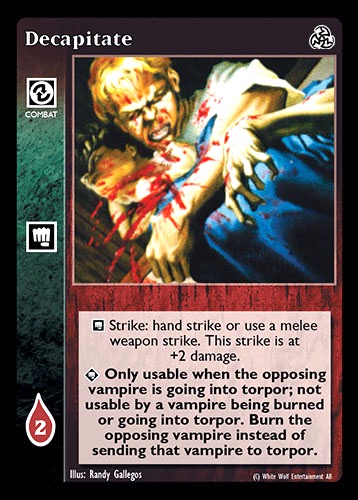 Decapitate
COMBAT
Strike: hand strike or use a melee
weapon strike. This strike is at
+2 damage.
Only usable when the opposing
vampire is going into torpor; not
usable by a vampire being burned
or going into torpor. Burn the
opposing vampire instead of
sending that vampire to torpor.
2
Illus: Randy Gallegos
(C) White Wolf Entertainment AB